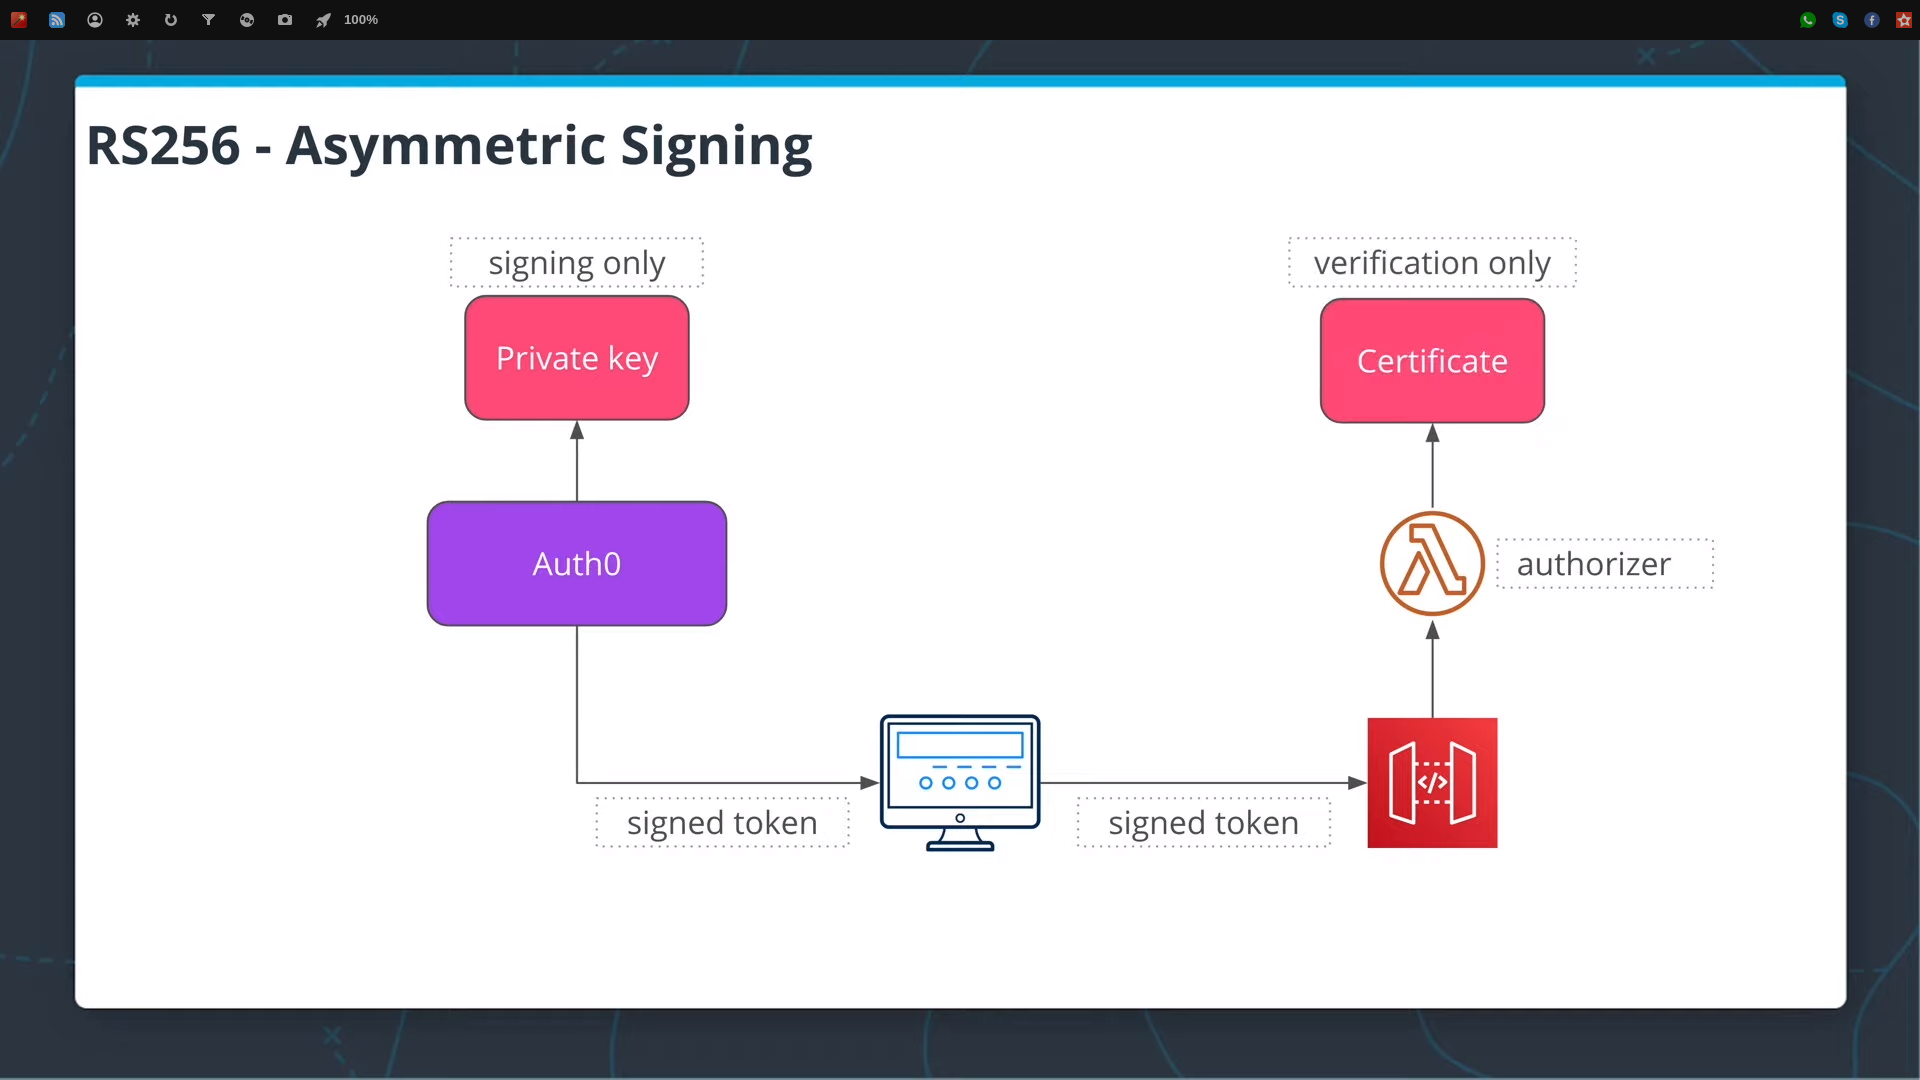 100%
RS256 - Asymmetric Signing
signing only
verification only
Private key
Certificate
Auth0
authorizer
</>
signed token
signed token